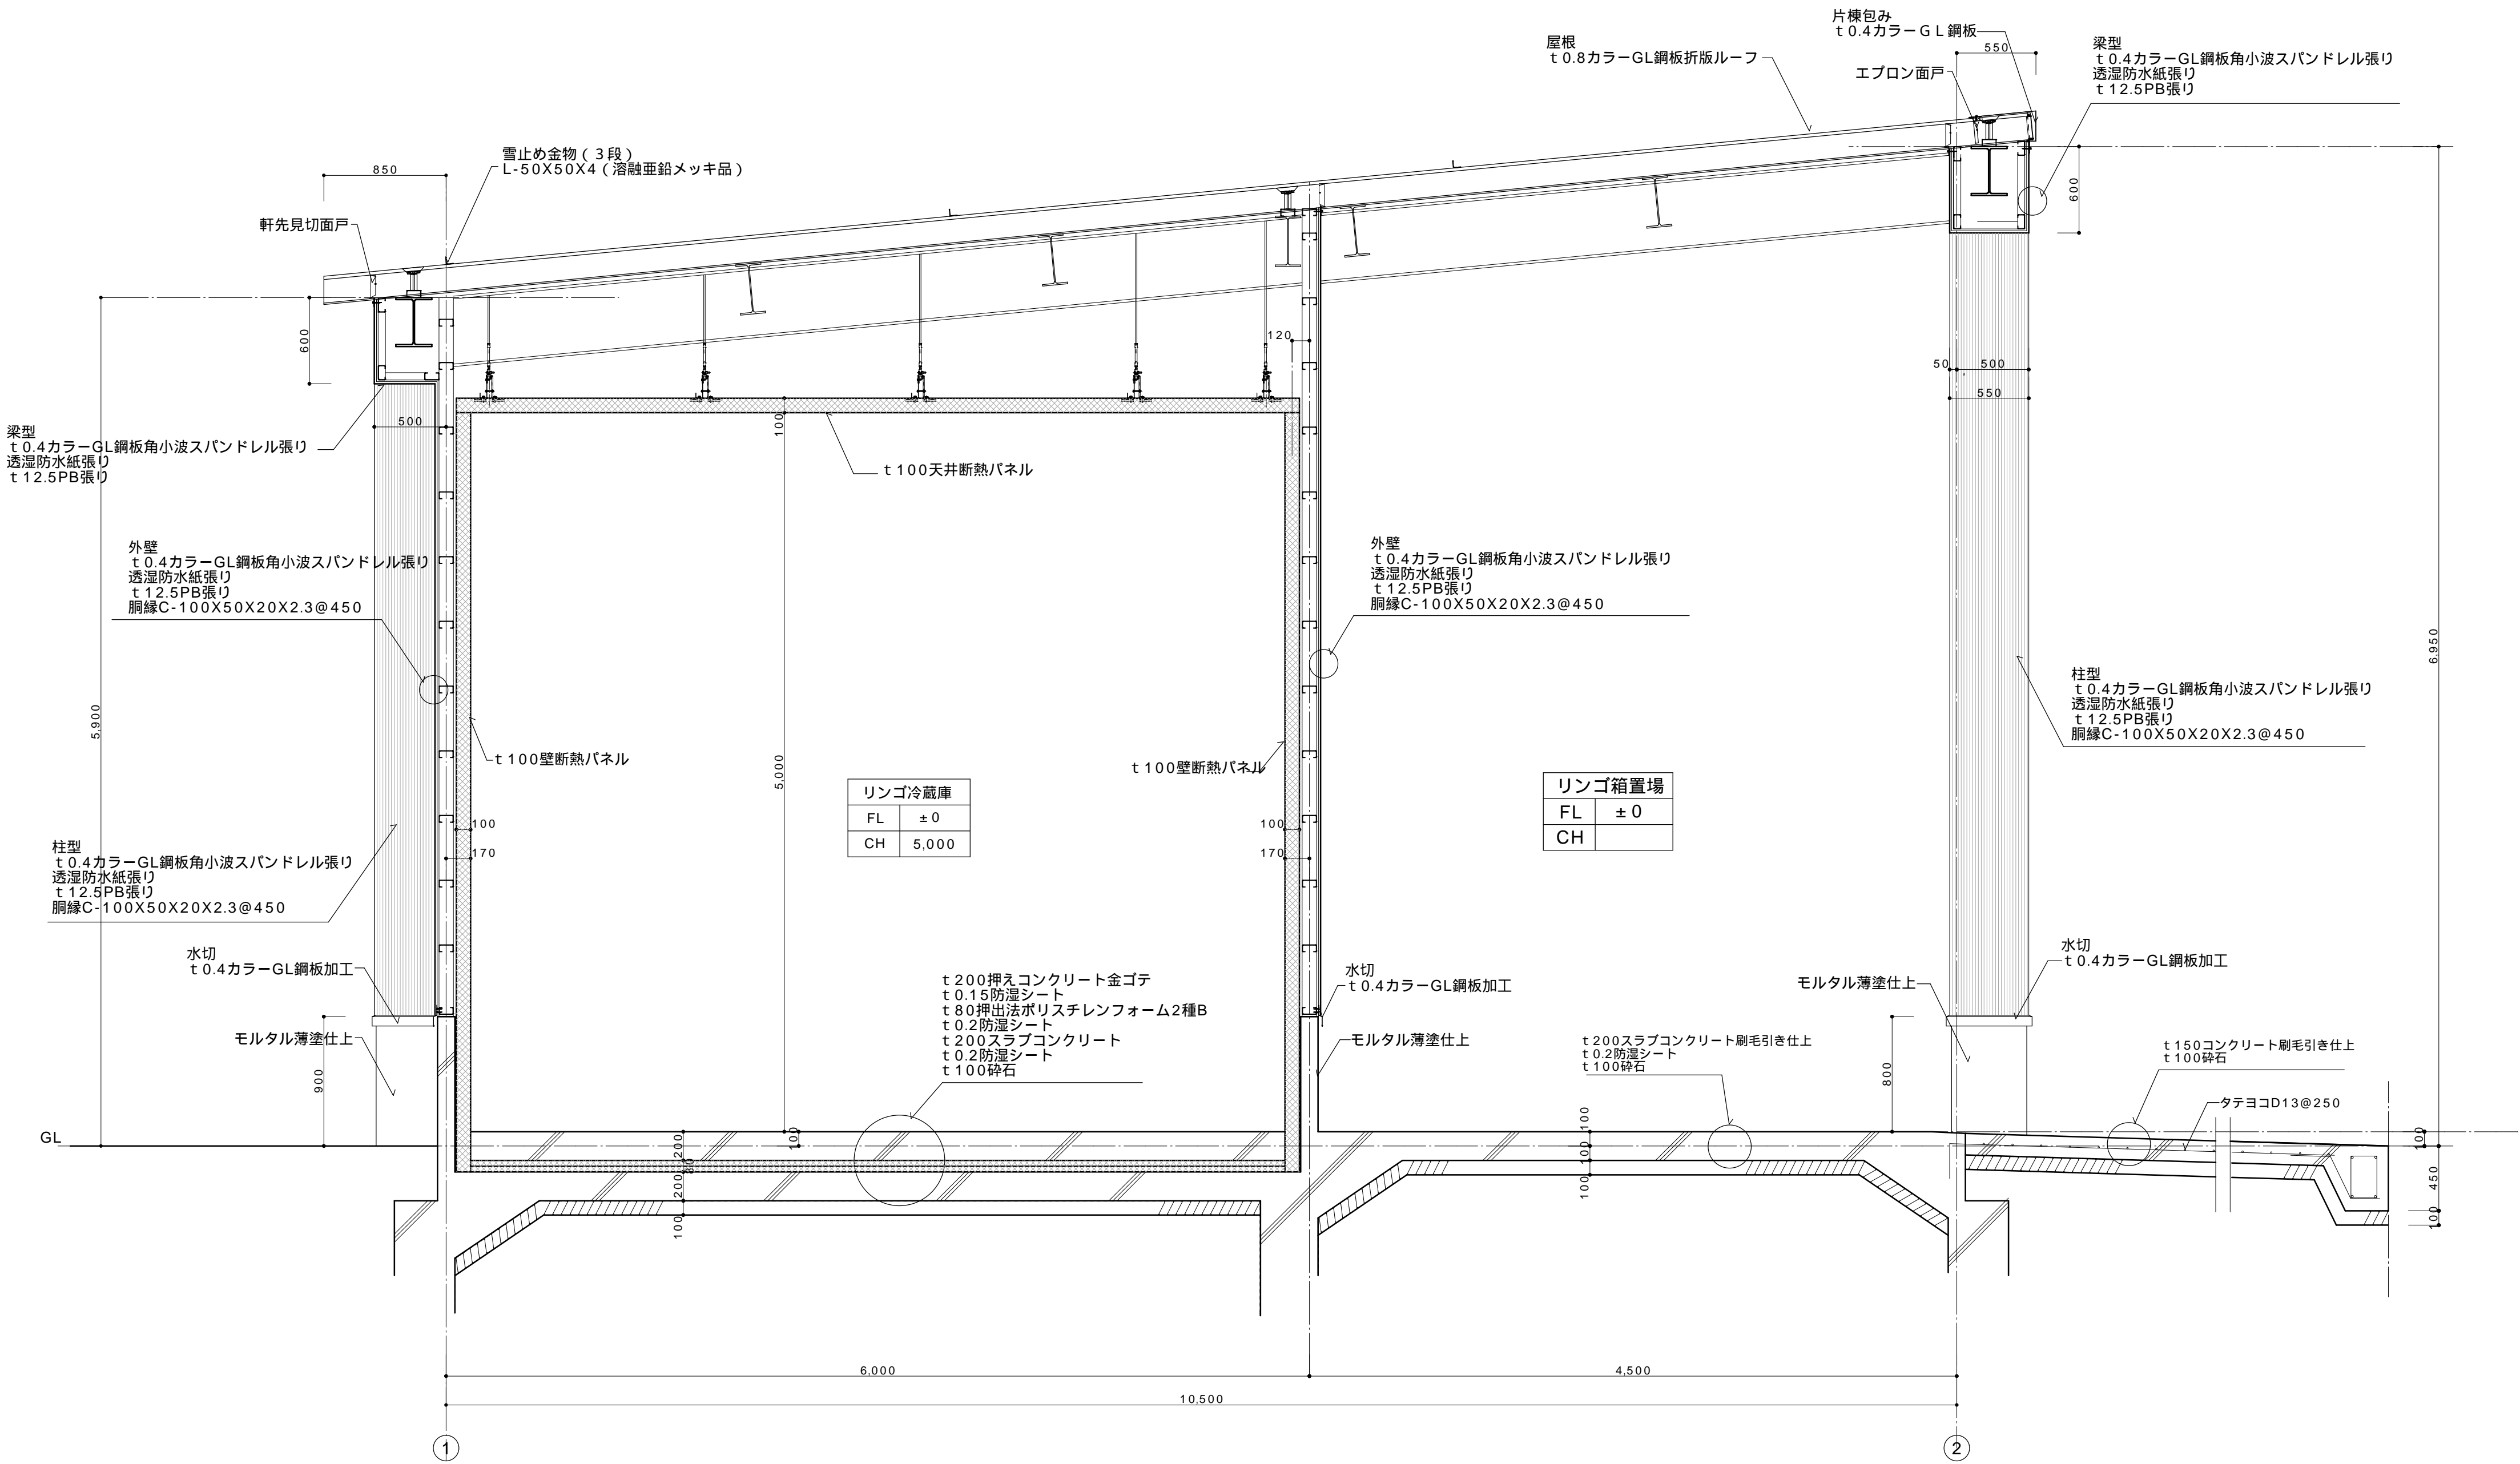 片棟包み
ｔ0.4カラーＧＬ鋼板
屋根
ｔ0.8カラーGL鋼板折版ルーフ
エプロン面戸
550
梁型
ｔ0.4カラーGL鋼板角小波スパンドレル張り
透湿防水紙張り
ｔ12.5PB張り
雪止め金物（３段）
L-50X50X4（溶融亜鉛メッキ品）
850
軒先見切面戸
L
L
L
600
600
120
50
500
550
500
100
梁型
ｔ0.4カラーGL鋼板角小波スパンドレル張り
透湿防水紙張り
ｔ12.5PB張り
ｔ100天井断熱パネル
外壁
ｔ0.4カラーGL鋼板角小波スパンドレル張り
透湿防水紙張り
ｔ12.5PB張り
胴縁C-100X50X20X2.3@450
外壁
ｔ0.4カラーGL鋼板角小波スパンドレル張り
透湿防水紙張り
ｔ12.5PB張り
胴縁C-100X50X20X2.3@450
柱型
ｔ0.4カラーGL鋼板角小波スパンドレル張り
透湿防水紙張り
ｔ12.5PB張り
胴縁C-100X50X20X2.3@450
5,900
6,950
5,000
ｔ100壁断熱パネル
ｔ100壁断熱パネル
リンゴ冷蔵庫
FL ±0
CH 5,000
リンゴ箱置場
FL ±0
CH
100
170
100
170
柱型
ｔ0.4カラーGL鋼板角小波スパンドレル張り
透湿防水紙張り
ｔ12.5PB張り
胴縁C-100X50X20X2.3@450
水切
ｔ0.4カラーGL鋼板加工
モルタル薄塗仕上
ｔ200押えコンクリート金ゴテ
ｔ0.15防湿シート
ｔ80押出法ポリスチレンフォーム2種B
ｔ0.2防湿シート
ｔ200スラブコンクリート
ｔ0.2防湿シート
ｔ100砕石
水切
ｔ0.4カラーGL鋼板加工
モルタル薄塗仕上
モルタル薄塗仕上
水切
ｔ0.4カラーGL鋼板加工
ｔ200スラブコンクリート刷毛引き仕上
ｔ0.2防湿シート
ｔ100砕石
ｔ150コンクリート刷毛引き仕上
ｔ100砕石
タテヨコD13@250
900
800
GL
200
80
200
100
100
100
100
100
100
450
100
6,000
4,500
10,500
1
2